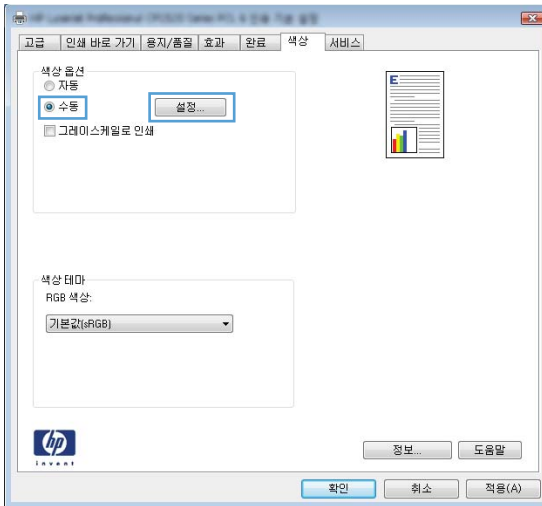 고급 인쇄 바로 가기 용지/품질 효과 완료 색상 서비스
색상 옵션
자동
수동 설정...
그레이스케일로 인쇄
E
색상 테마
RGB 색상:
기본값(sRGB)
hp
invent
정보... 도움말
확인 취소 적용(A)